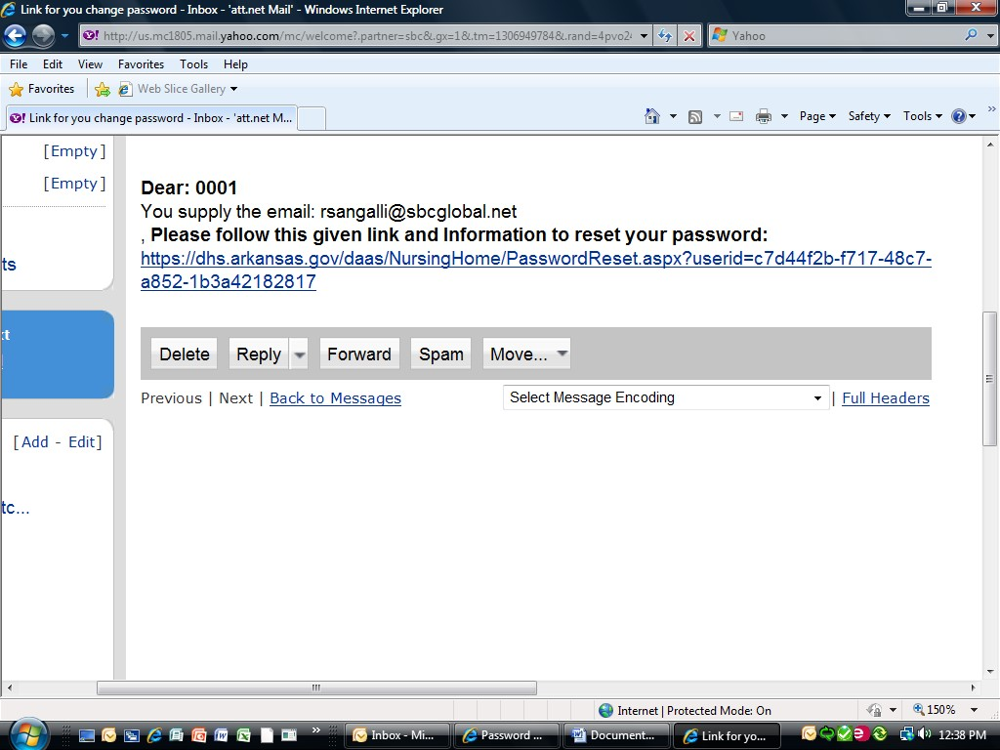 Link for you change password - Inbox - 'att.net Mail' - Windows Internet Explorer
http://us.mc1805.mail.yahoo.com/mc/welcome?.partner=sbc&.gx=1&.tm=1306949784&.rand=4pvo2
Yahoo
File Edit View Favorites Tools Help
Favorites Web Slice Gallery
Link for you change password - Inbox - 'att.net M...
Page Safety Tools
[Empty]
[Empty]
ts
[Add - Edit]
tc...
Dear: 0001
You supply the email: rsangalli@sbcglobal.net
, Please follow this given link and Information to reset your password:
https://dhs.arkansas.gov/daas/NursingHome/PasswordReset.aspx?userid=c7d44f2b-f717-48c7-
a852-1b3a42182817
Delete Reply Forward Spam Move...
Previous | Next | Back to Messages Select Message Encoding | Full Headers
Internet | Protected Mode: On 150%
» Inbox - Mi... Password ... Document... Link for yo... 12:38 PM